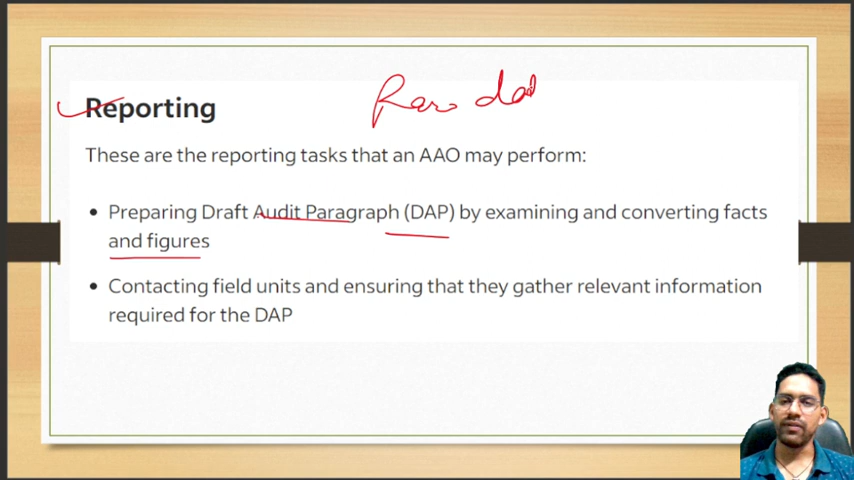 Reporting
Raw
These are the reporting tasks that an AAO may perform:
• Preparing Draft Audit Paragraph (DAP) by examining and converting facts
and figures
• Contacting field units and ensuring that they gather relevant information
required for the DAP